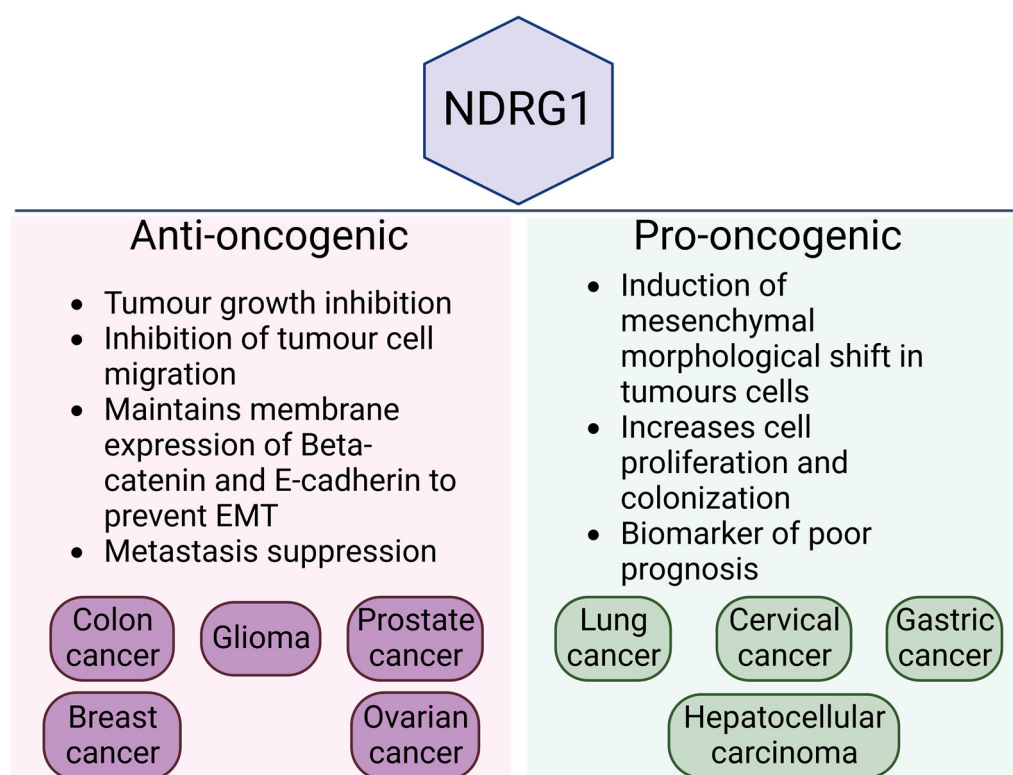 NDRG1
Anti-oncogenic
• Tumour growth inhibition
• Inhibition of tumour cell
migration
• Maintains membrane
expression of Beta-
catenin and E-cadherin to
prevent EMT
• Metastasis suppression
Colon
cancer
Glioma
Prostate
cancer
Breast
cancer
Ovarian
cancer
Pro-oncogenic
• Induction of
mesenchymal
morphological shift in
tumours cells
• Increases cell
proliferation and
colonization
• Biomarker of poor
prognosis
Lung
cancer
Cervical
cancer
Gastric
cancer
Hepatocellular
carcinoma